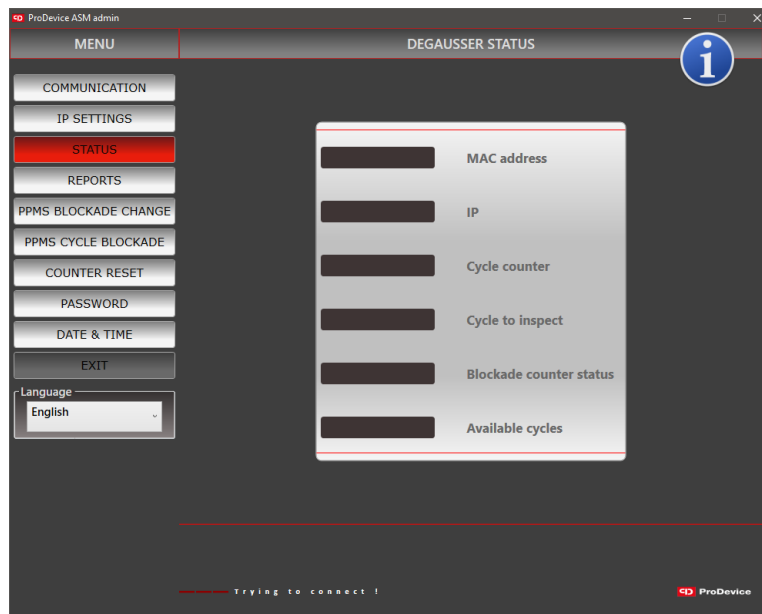 ProDevice ASM admin
MENU
DEGAUSSER STATUS
i
COMMUNICATION
IP SETTINGS
STATUS
REPORTS
PPMS BLOCKADE CHANGE
PPMS CYCLE BLOCKADE
COUNTER RESET
PASSWORD
DATE & TIME
EXIT
Language
English
MAC address
IP
Cycle counter
Cycle to inspect
Blockade counter status
Available cycles
Trying to connect !
ProDevice